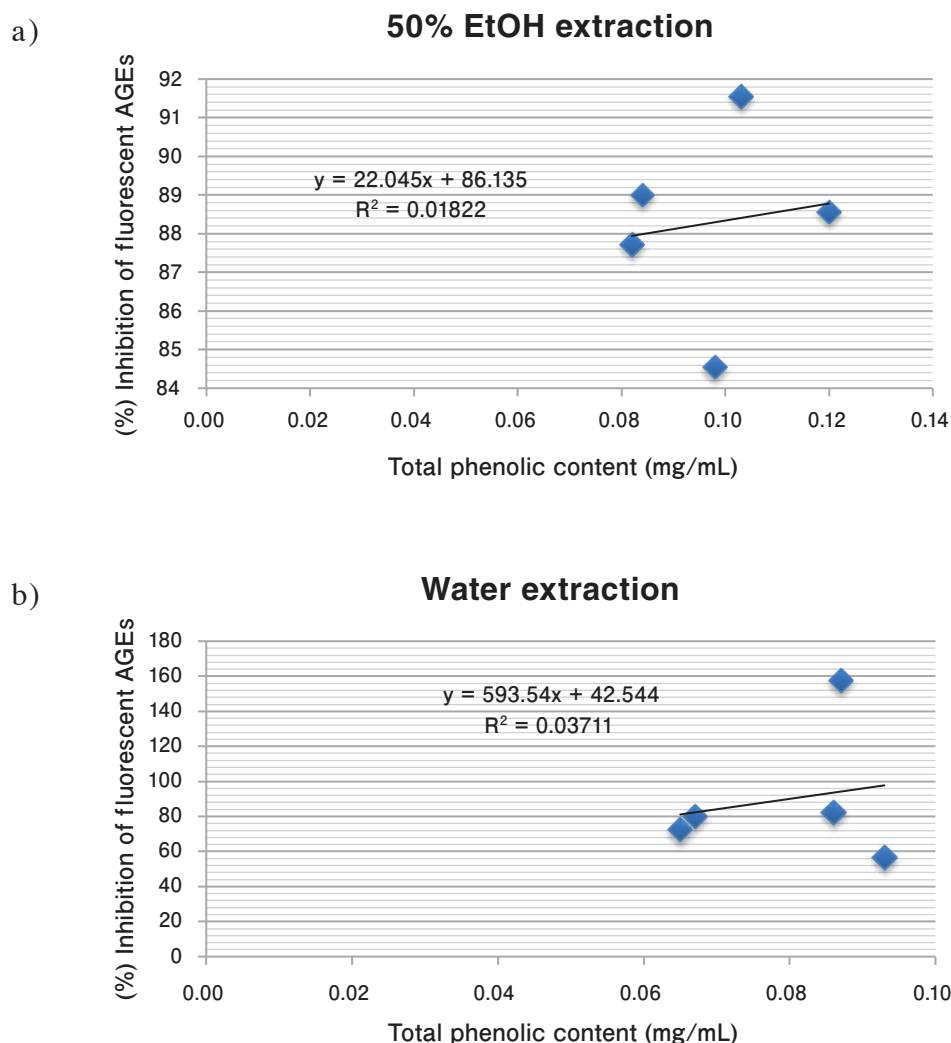 a)
50% EtOH extraction
(%) Inhibition of fluorescent AGEs
92
91
90
89
88
87
86
85
84
y = 22.045x + 86.135
R² = 0.01822
0.00 0.02 0.04 0.06 0.08 0.10 0.12 0.14
Total phenolic content (mg/mL)
b)
Water extraction
(%) Inhibition of fluorescent AGEs
180
160
140
120
100
80
60
40
20
0
y = 593.54x + 42.544
R² = 0.03711
0.00 0.02 0.04 0.06 0.08 0.10
Total phenolic content (mg/mL)